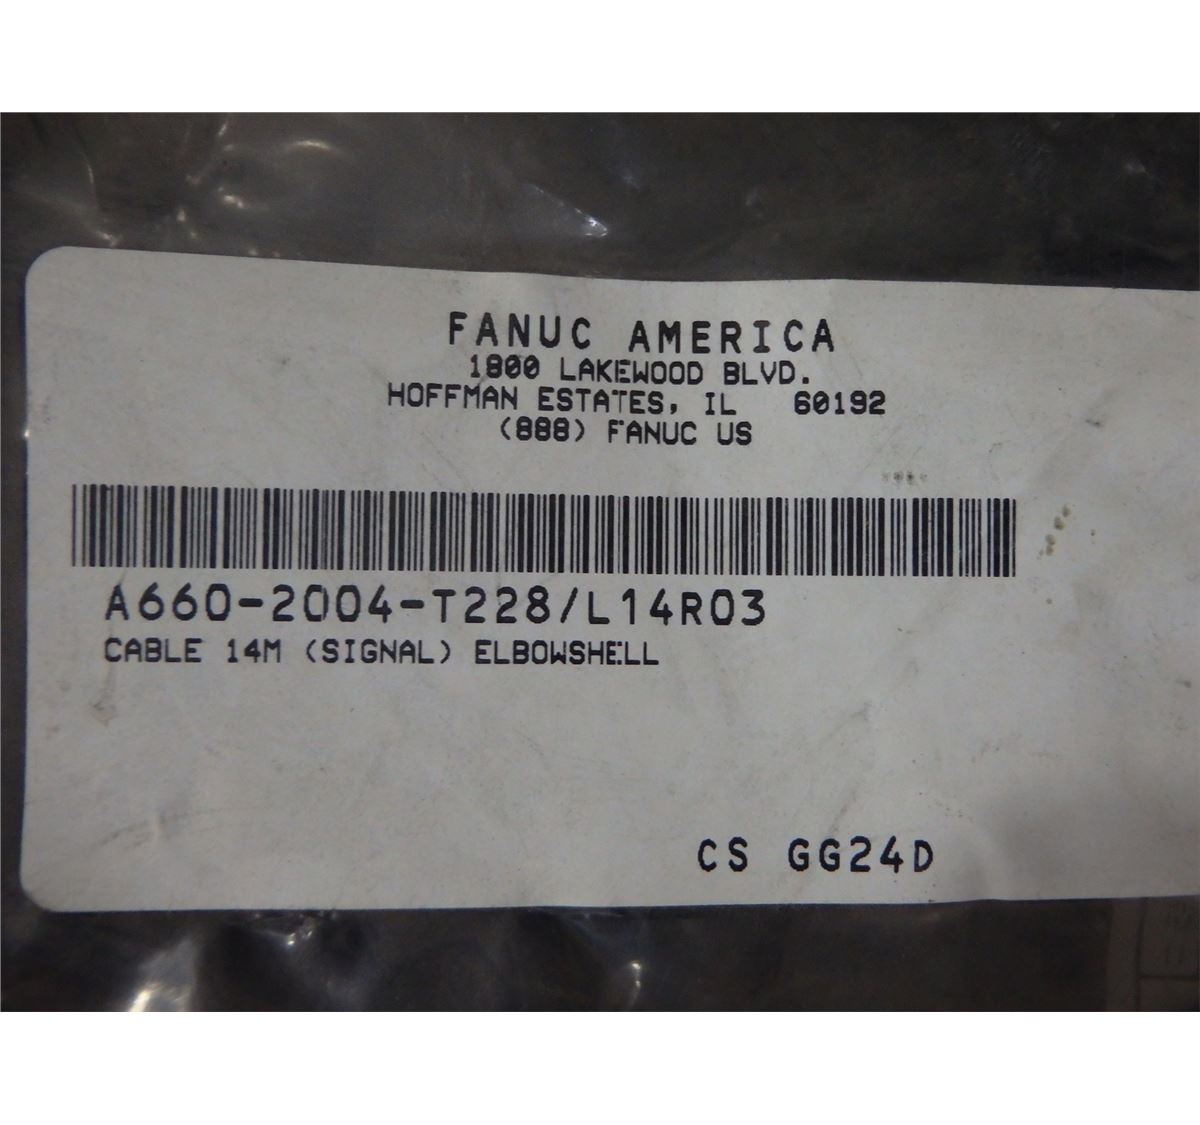 FANUC AMERICA
1800 LAKEWOOD BLVD.
HOFFMAN ESTATES, IL 60192
(888) FANUC US
A660-2004-T228/L14R03
CABLE 14M (SIGNAL) ELBOWSHELL
CS GG24D